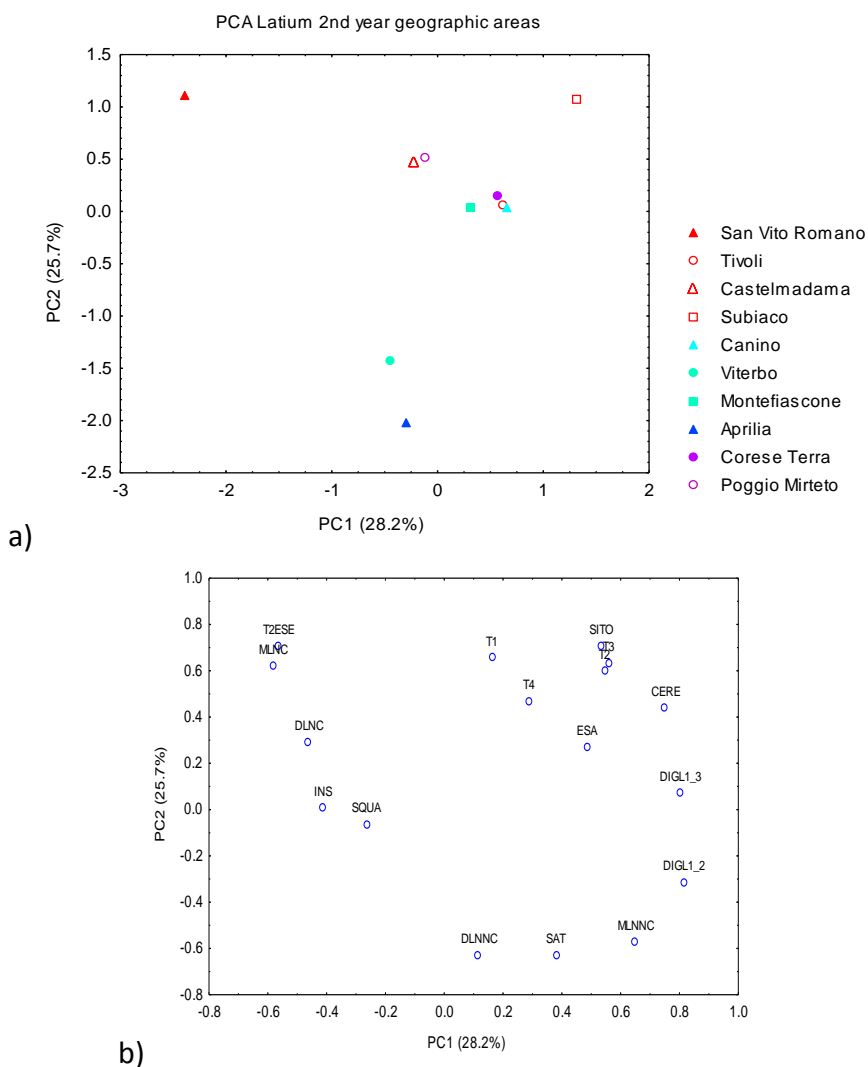 PCA Latium 2nd year geographic areas
1.5
1.0
0.5
0.0
-0.5
-1.0
-1.5
-2.0
-2.5
PC2 (25.7%)
-3
-2
-1
0
1
2
PC1 (28.2%)
San Vito Romano
Tivoli
Castelmadama
Subiaco
Canino
Viterbo
Montefiascone
Aprilia
Corese Terra
Poggio Mirteto
a)
1.0
0.8
0.6
0.4
0.2
0.0
-0.2
-0.4
-0.6
-0.8
PC2 (25.7%)
T2ESE
MLNC
T1
SITO
T3
T2
T4
CERE
DLNC
ESA
DIGL1_3
INS
SQUA
DIGL1_2
DLNNC
SAT
MLNNC
-0.8
-0.6
-0.4
-0.2
0.0
0.2
0.4
0.6
0.8
1.0
PC1 (28.2%)
b)